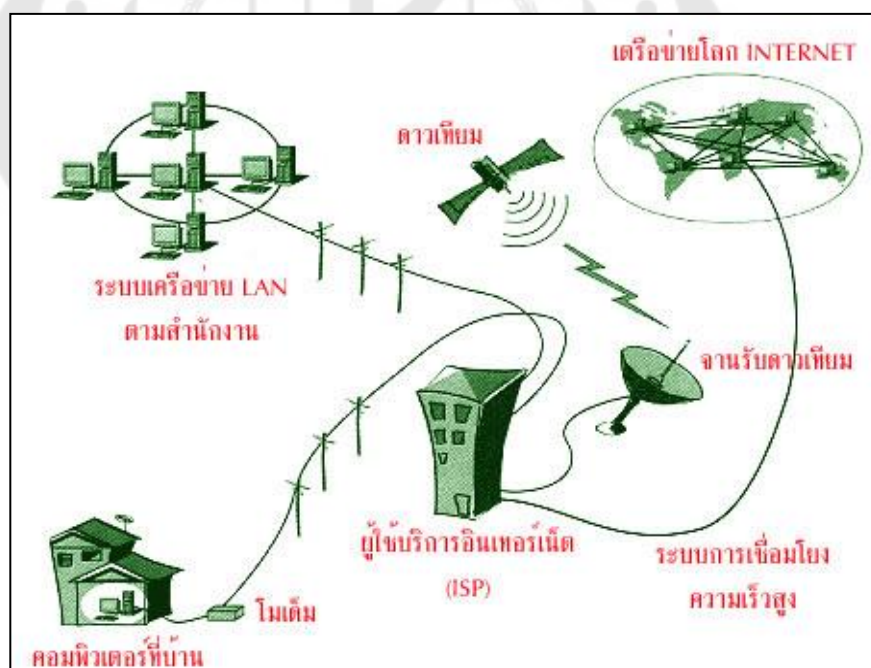 เตรือข่ายโลก INTERNET
ดาวเทียม
ระบบเครือข่าย LAN
ตามสำนักงาน
จานรับดาวเทียม
ผู้ใช้บริการอินเทอร์เน็ต
(ISP)
ระบบการเชื่อมโยง
ความเร็วสูง
โมเด็ม
คอมพิวเตอร์ที่บ้าน